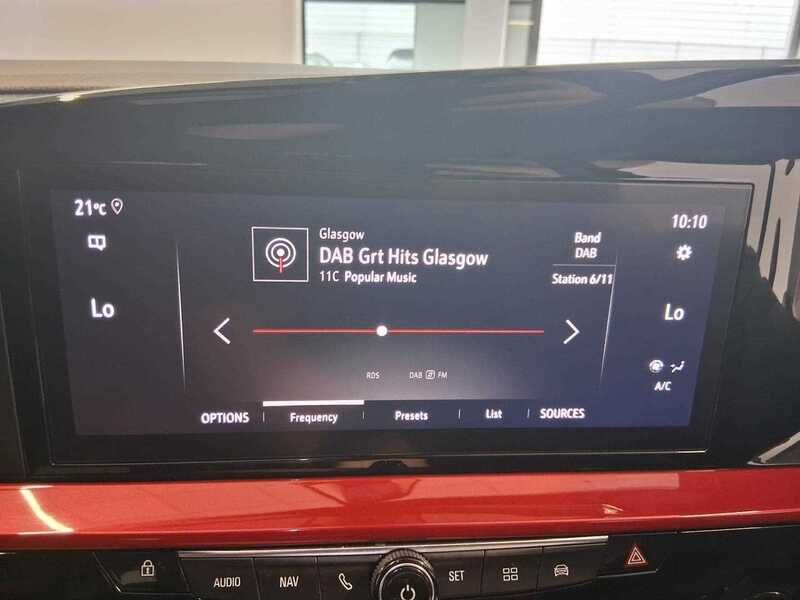 21°C
10:10
Glasgow
DAB Grt Hits Glasgow
11C Popular Music
Band
DAB
Station 6/11
Lo
Lo
RDS
DAB FM
A/C
OPTIONS
Frequency
Presets
List
SOURCES
AUDIO
NAV
SET